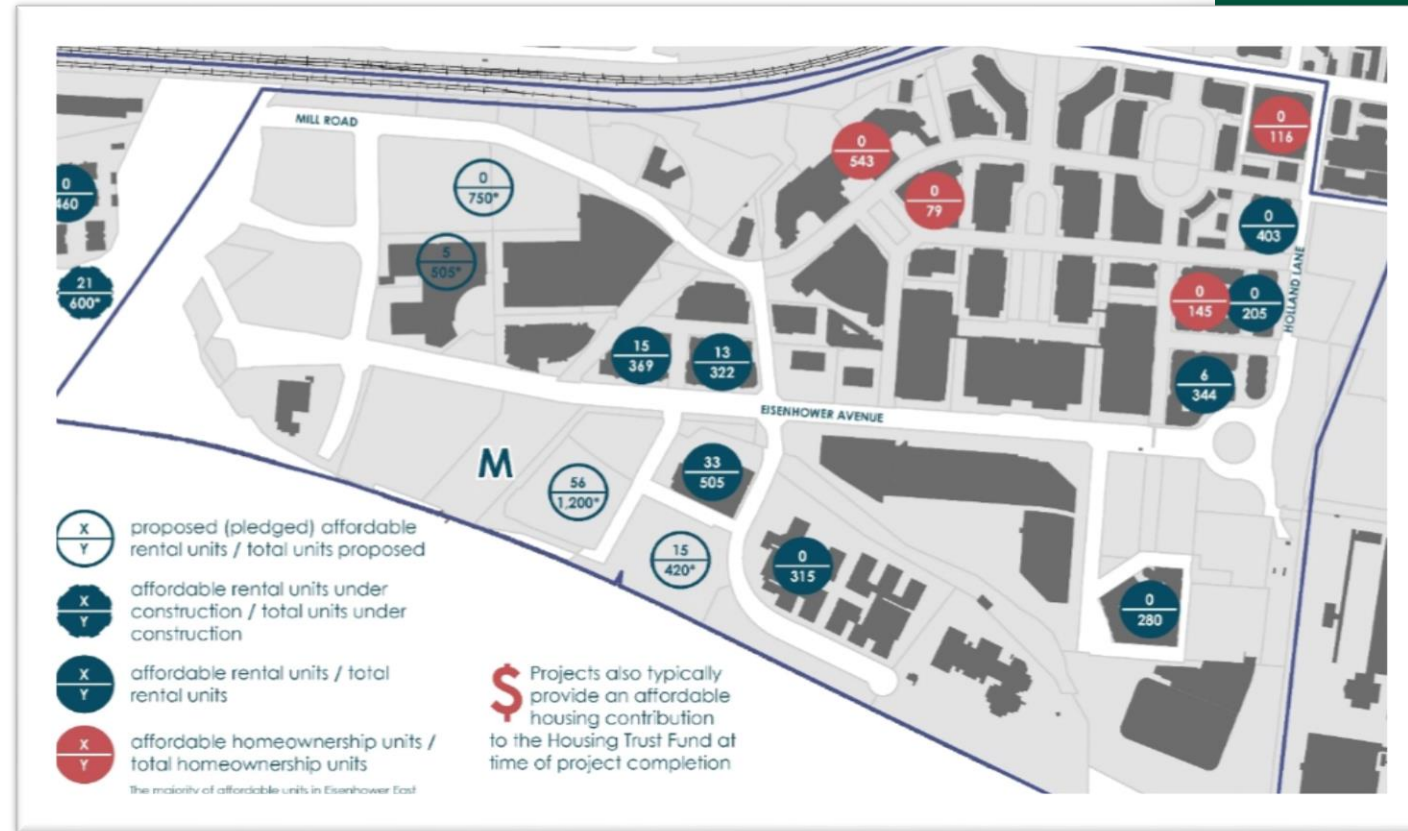 MILL ROAD
0
116
0
543
0
750*
0
460
0
79
0
403
5
505*
21
600*
HOLLAND LANE
0
145
0
205
15
369
13
322
6
344
EISENHOWER AVENUE
M
33
505
56
1,200*
15
420*
0
315
0
280
X
Y
proposed (pledged) affordable
rental units / total units proposed
X
Y
affordable rental units under
construction / total units under
construction
X
Y
affordable rental units / total
rental units
X
Y
affordable homeownership units /
total homeownership units
The majority of affordable units in Eisenhower East
$ Projects also typically
provide an affordable
housing contribution
to the Housing Trust Fund at
time of project completion